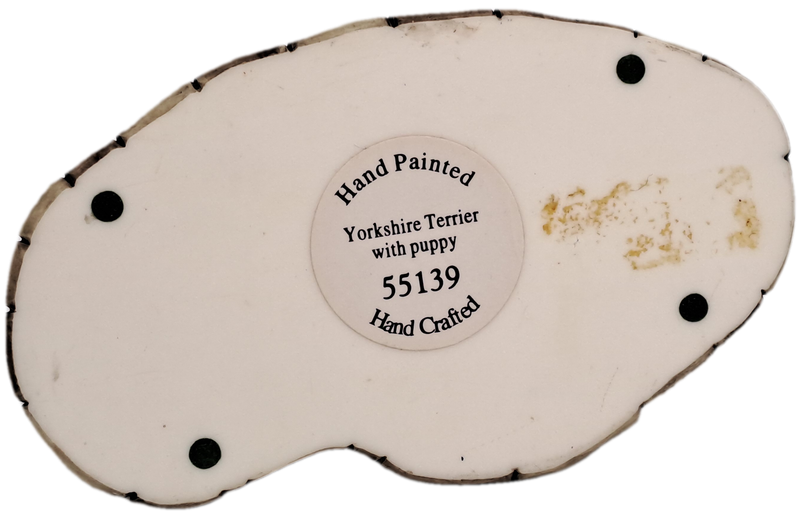 Hand Painted
Yorkshire Terrier
with puppy
55139
Hand Crafted